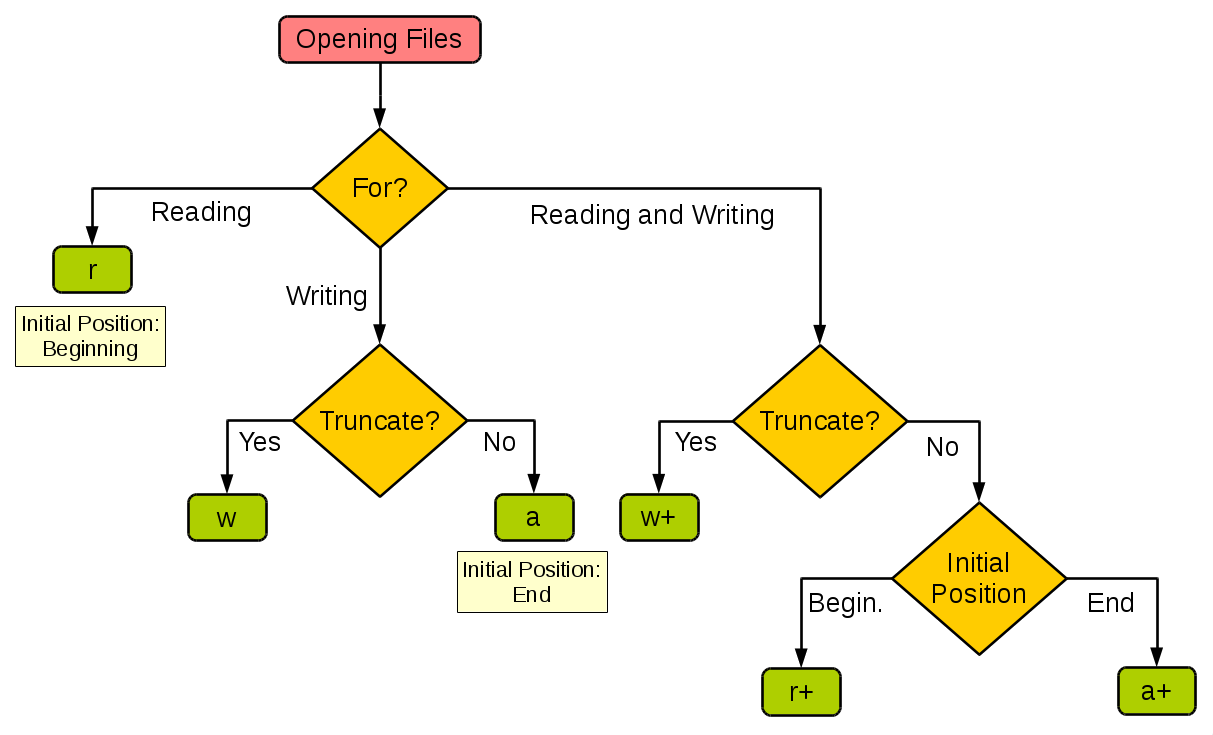 Opening Files
For?
Reading
Reading and Writing
r
Initial Position:
Beginning
Writing
Truncate?
Yes
No
w
a
Initial Position:
End
Truncate?
Yes
No
w+
Initial
Position
Begin.
End
r+
a+